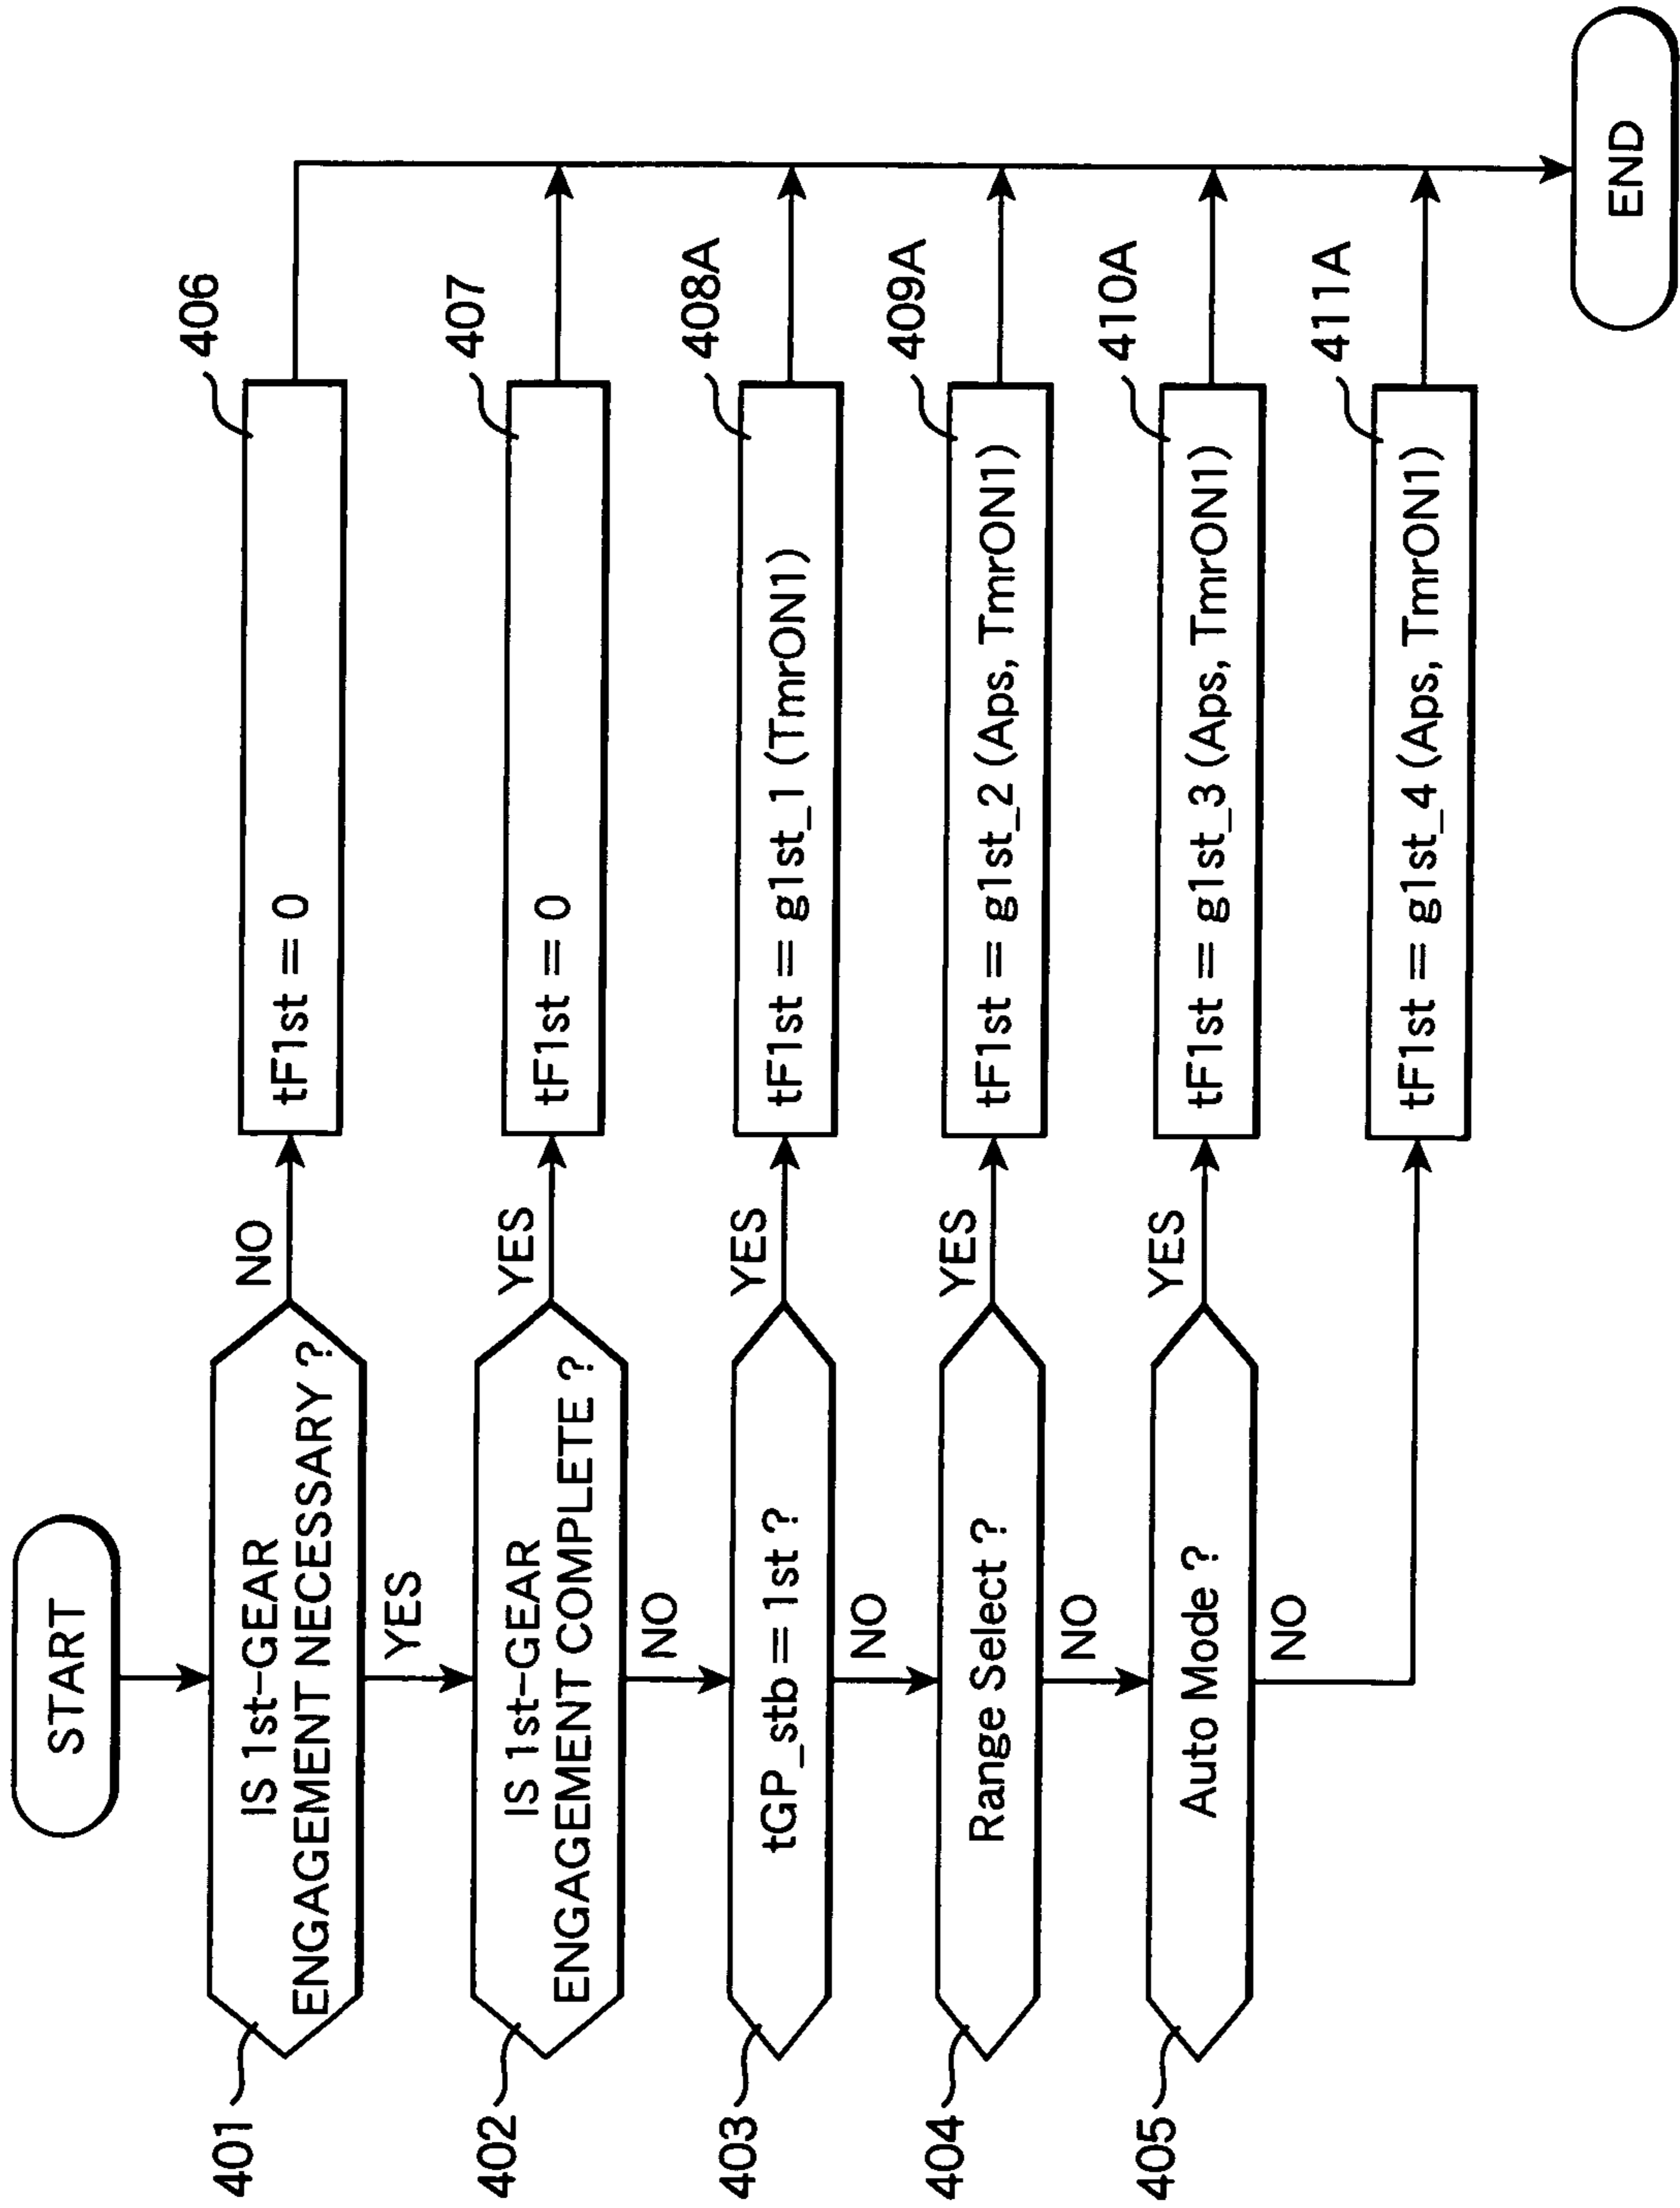 START
401
IS 1st-GEAR
ENGAGEMENT NECESSARY ?
NO
406
tF1st = 0
YES
402
IS 1st-GEAR
ENGAGEMENT COMPLETE ?
YES
407
tF1st = 0
NO
403
tGP_stb = 1st ?
YES
408A
tF1st = g1st_1 (TmrON1)
NO
404
Range Select ?
YES
409A
tF1st = g1st_2 (Aps, TmrON1)
NO
405
Auto Mode ?
YES
410A
tF1st = g1st_3 (Aps, TmrON1)
NO
411A
tF1st = g1st_4 (Aps, TmrON1)
END